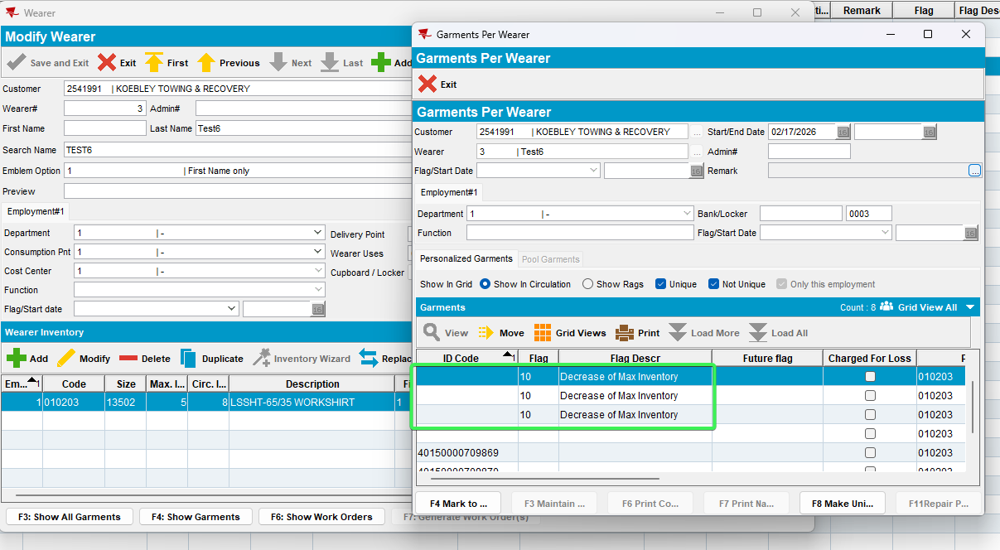 Wearer
Modify Wearer
Save and Exit Exit First Previous Next Last Add
Customer 2541991 | KOEBLEY TOWING & RECOVERY
Wearer# 3 Admin#
First Name Last Name Test6
Search Name TEST6
Emblem Option 1 | First Name only
Preview
Employment#1
Department 1 | - Delivery Point
Consumption Pnt 1 | - Wearer Uses
Cost Center 1 | - Cupboard / Locker
Function
Flag/Start date 16
Wearer Inventory
Add Modify Delete Duplicate Inventory Wizard Replac
Em... 1 Code Size Max. I... Circ. I... Description Fl
1 010203 13502 5 8 LSSHT-65/35 WORKSHIRT 1
F3: Show All Garments F4: Show Garments F6: Show Work Orders F7: Generate Work Order(s)
ti... Remark Flag Flag Des
Garments Per Wearer
Garments Per Wearer
Exit
Garments Per Wearer
Customer 2541991 | KOEBLEY TOWING & RECOVERY ... Start/End Date 02/17/2026 16 16
Wearer 3 | Test6 ... Admin#
Flag/Start Date 16 Remark ...
Employment#1
Department 1 | - Bank/Locker 0003
Function Flag/Start Date 16
Personalized Garments Pool Garments
Show In Grid Show In Circulation Show Rags Unique Not Unique Only this employment
Garments Count : 8 Grid View All
View Move Grid Views Print Load More Load All
ID Code 1 Flag Flag Descr Future flag Charged For Loss P
10 Decrease of Max Inventory 010203
10 Decrease of Max Inventory 010203
10 Decrease of Max Inventory 010203
010203
40150000709869 010203
40150000709870 010203
F4 Mark to ... F3 Maintain ... F6 Print Co... F7 Print Na... F8 Make Uni... F11Repair P...